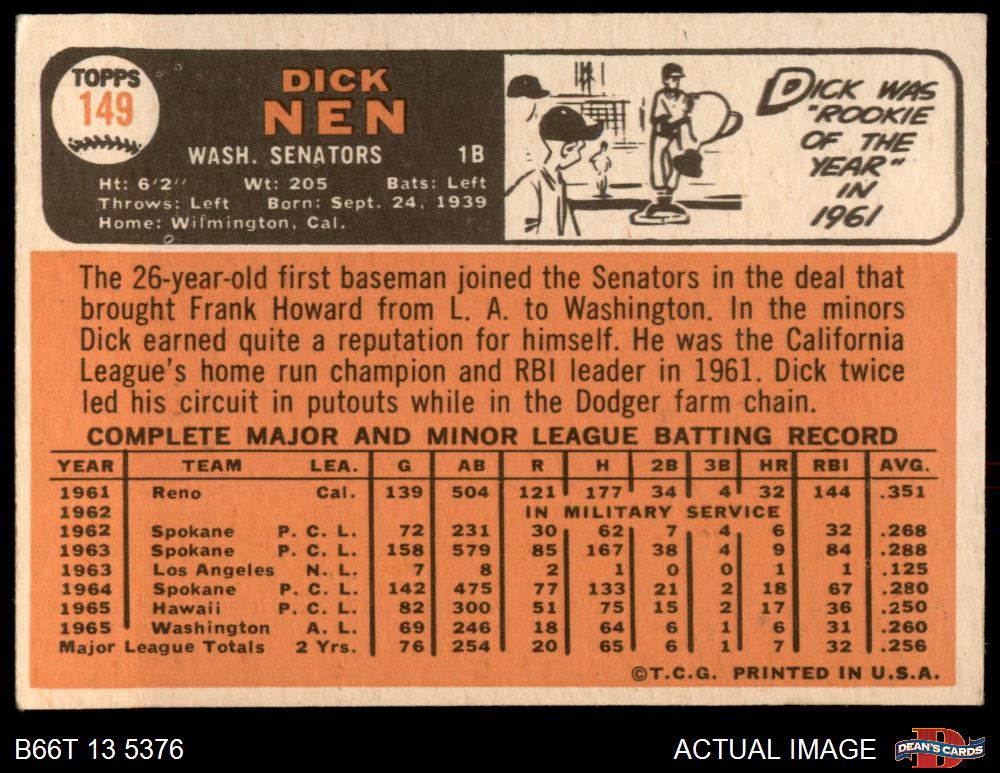 TOPPS
149
DICK
NEN
WASH. SENATORS 1B
Ht: 6'2" Wt: 205 Bats: Left
Throws: Left Born: Sept. 24, 1939
Home: Wilmington, Cal.
DICK WAS
"ROOKIE
OF THE
YEAR"
IN
1961
The 26-year-old first baseman joined the Senators in the deal that
brought Frank Howard from L. A. to Washington. In the minors
Dick earned quite a reputation for himself. He was the California
League's home run champion and RBI leader in 1961. Dick twice
led his circuit in putouts while in the Dodger farm chain.
COMPLETE MAJOR AND MINOR LEAGUE BATTING RECORD
YEAR TEAM LEA. G AB R H 2B 3B HR RBI AVG.
1961 Reno Cal. 139 504 121 177 34 4 32 144 .351
1962 IN MILITARY SERVICE
1962 Spokane P. C. L. 72 231 30 62 7 4 6 32 .268
1963 Spokane P. C. L. 158 579 85 167 38 4 9 84 .288
1963 Los Angeles N. L. 7 8 2 1 0 0 1 1 .125
1964 Spokane P. C. L. 142 475 77 133 21 2 18 67 .280
1965 Hawaii P. C. L. 82 300 51 75 15 2 17 36 .250
1965 Washington A. L. 69 246 18 64 6 1 6 31 .260
Major League Totals 2 Yrs. 76 254 20 65 6 1 7 32 .256
©T.C.G. PRINTED IN U.S.A.
B66T 13 5376 ACTUAL IMAGE
DEAN'S CARDS